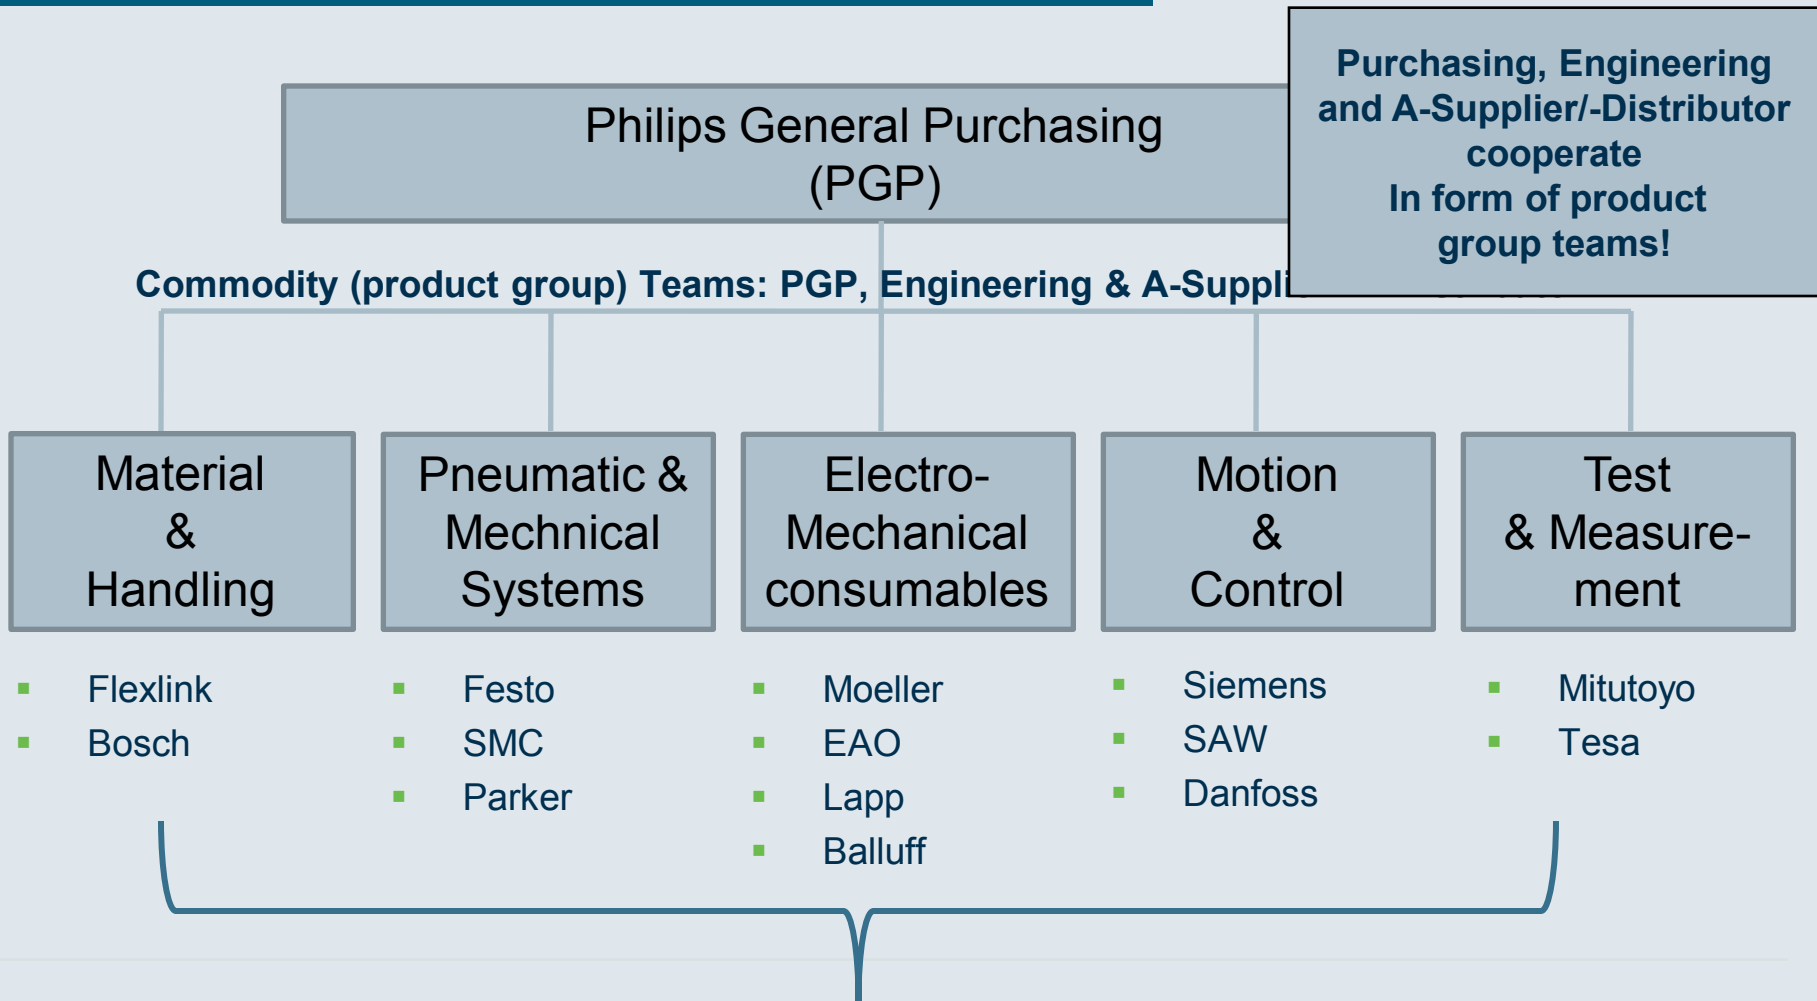 Purchasing, Engineering
and A-Supplier/-Distributor
cooperate
In form of product
group teams!
Philips General Purchasing
(PGP)
Commodity (product group) Teams: PGP, Engineering &
Material
&
Handling
Pneumatic &
Mechnical
Systems
Electro-
Mechanical
consumables
Motion
&
Control
Test
& Measure-
ment
Flexlink
Bosch
Festo
SMC
Parker
Moeller
EAO
Lapp
Balluff
Siemens
SAW
Danfoss
Mitutoyo
Tesa